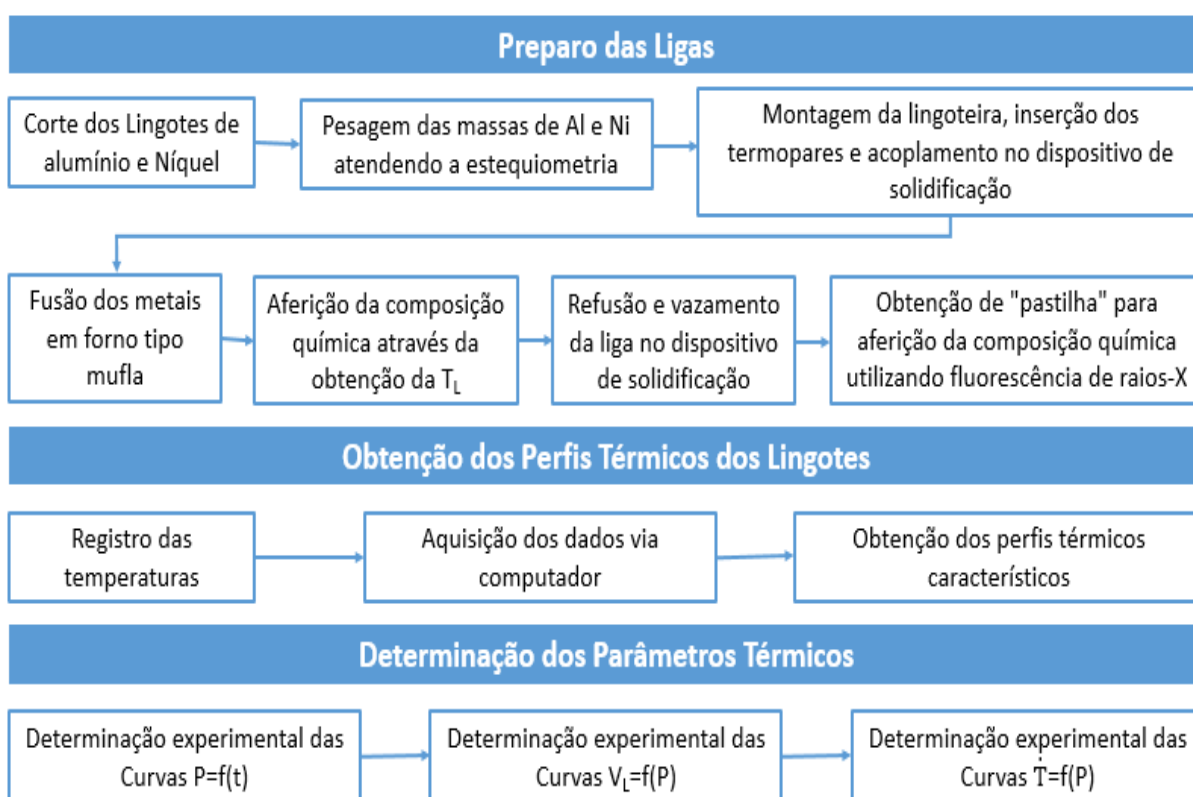 Preparo das Ligas
Corte dos Lingotes de
alumínio e Níquel
Pesagem das massas de Al e Ni
atendendo a estequiometria
Montagem da lingoteira, inserção dos
termopares e acoplamento no dispositivo de
solidificação
Fusão dos metais
em forno tipo
mufla
Aferição da composição
química através da
obtenção da T_L
Refusão e vazamento
da liga no dispositivo
de solidificação
Obtenção de "pastilha" para
aferição da composição química
utilizando fluorescência de raios-X
Obtenção dos Perfis Térmicos dos Lingotes
Registro das
temperaturas
Aquisição dos dados via
computador
Obtenção dos perfis térmicos
característicos
Determinação dos Parâmetros Térmicos
Determinação experimental das
Curvas P=f(t)
Determinação experimental das
Curvas V_L=f(P)
Determinação experimental das
Curvas Ṫ=f(P)